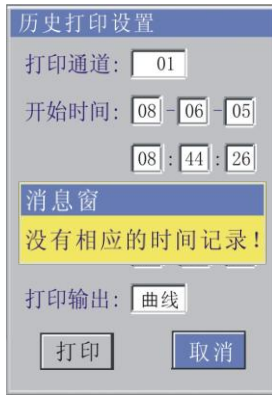 历史打印设置
打印通道: 01
开始时间: 08-06-05
08:44:26
消息窗
没有相应的时间记录!
打印输出: 曲线
打印 取消